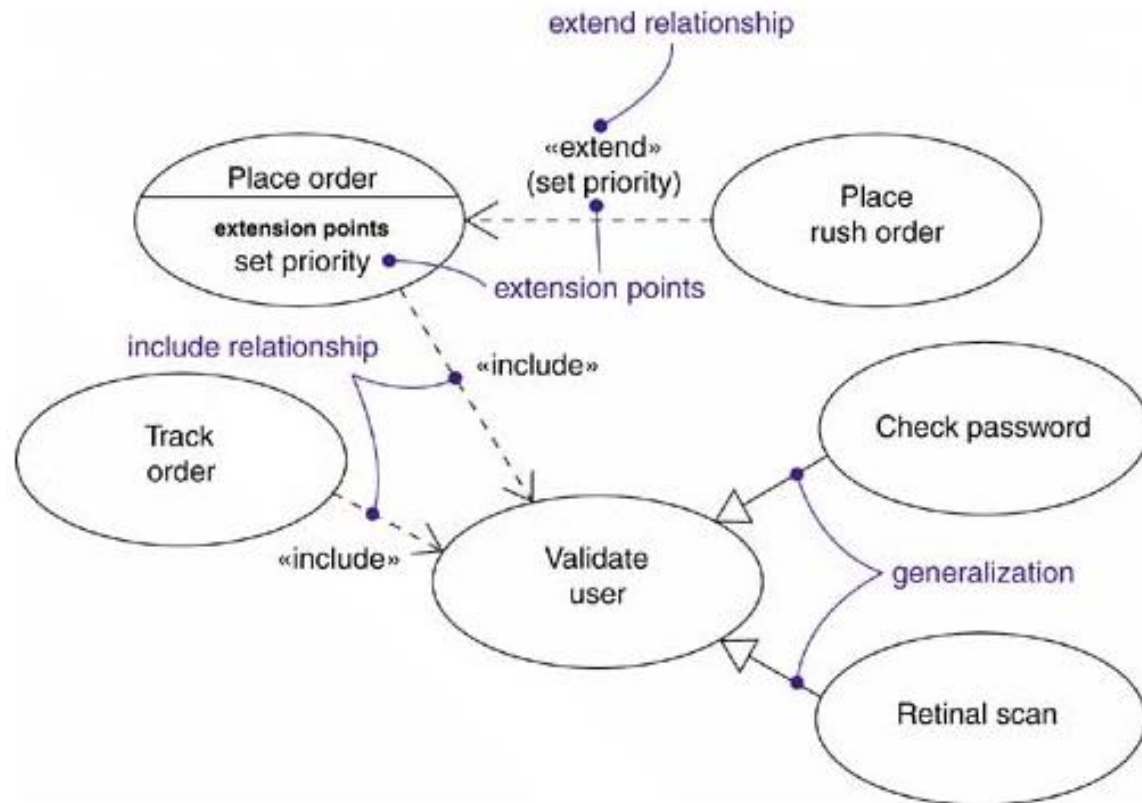 extend relationship
«extend»
(set priority)
Place order
extension points
set priority
Place
rush order
extension points
include relationship
«include»
Track
order
«include»
Check password
Validate
user
generalization
Retinal scan